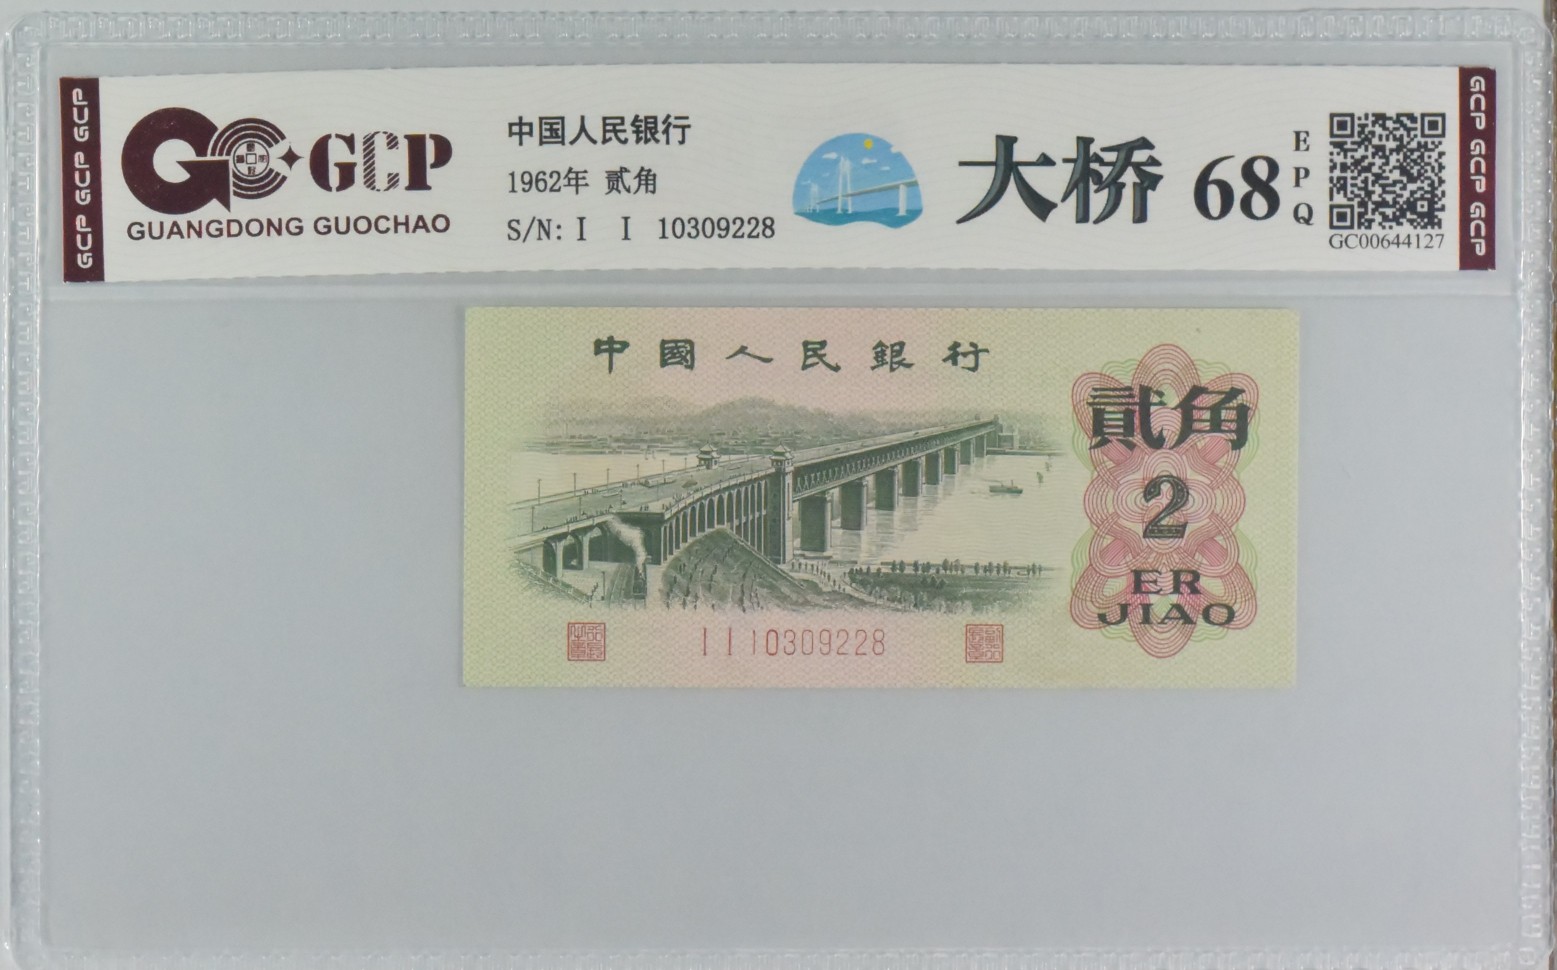 GCP GCP GCP
GCP
GUANGDONG GUOCHAO
中国人民银行
1962年 贰角
S/N: I I 10309228
大桥 68
EPQ
GC00644127
GCP GCP GCP
中國人民銀行
貳角
2
ER
JIAO
I I 10309228